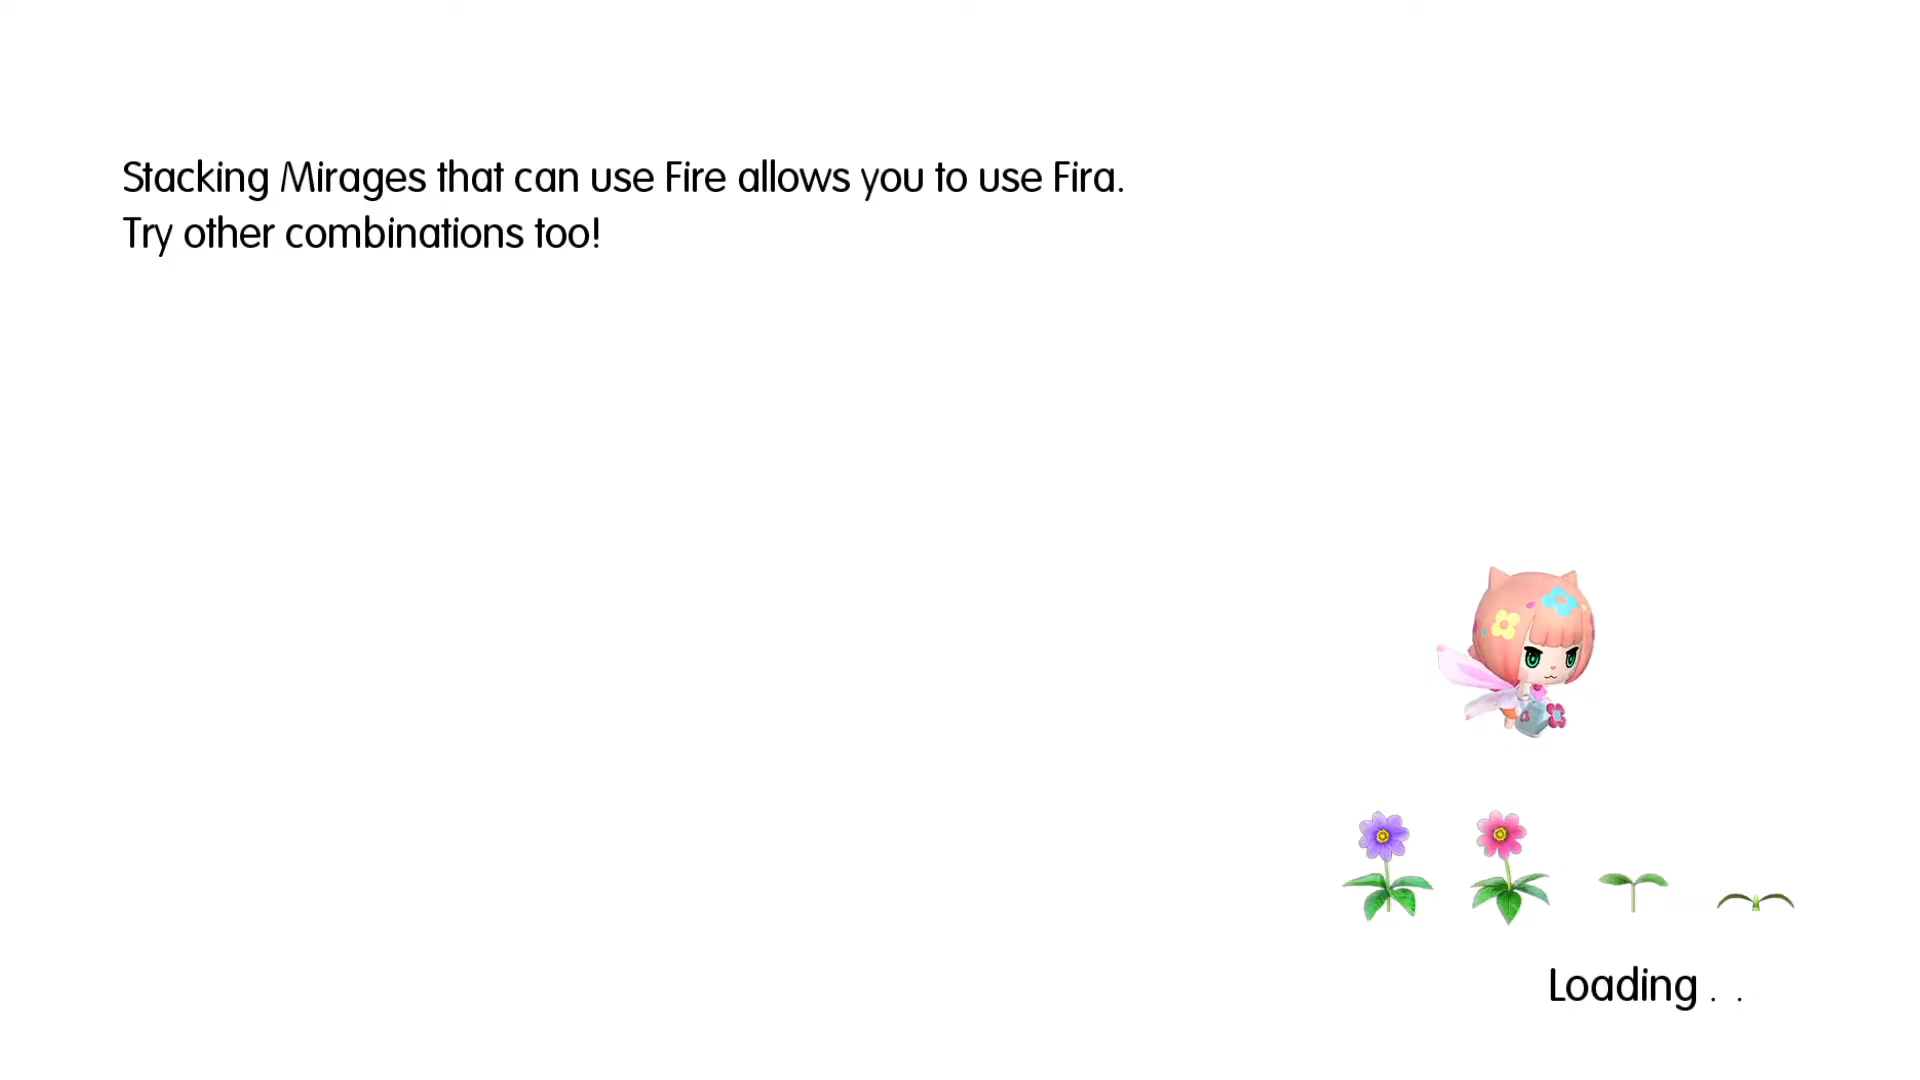 Stacking Mirages that can use Fire allows you to use Fira.
Try other combinations too!
Loading . .